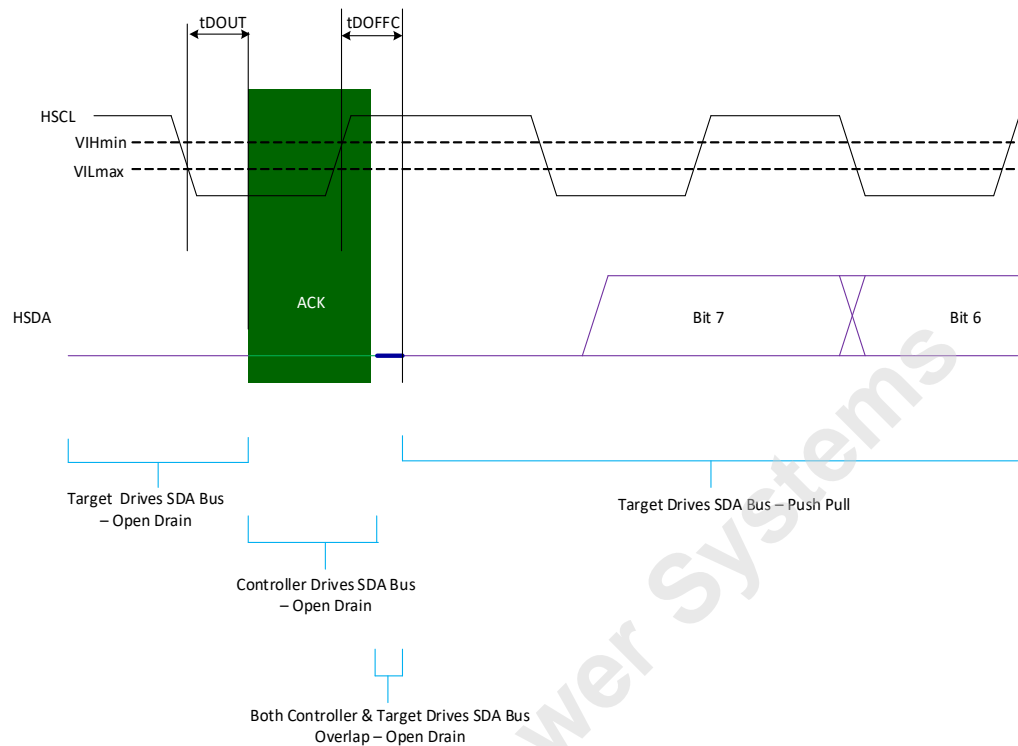 tDOUT
tDOFFC
HSCL
VIHmin
VILmax
ACK
HSDA
Bit 7
Bit 6
Target Drives SDA Bus
– Open Drain
Target Drives SDA Bus – Push Pull
Controller Drives SDA Bus
– Open Drain
Both Controller & Target Drives SDA Bus
Overlap – Open Drain
wer Systems